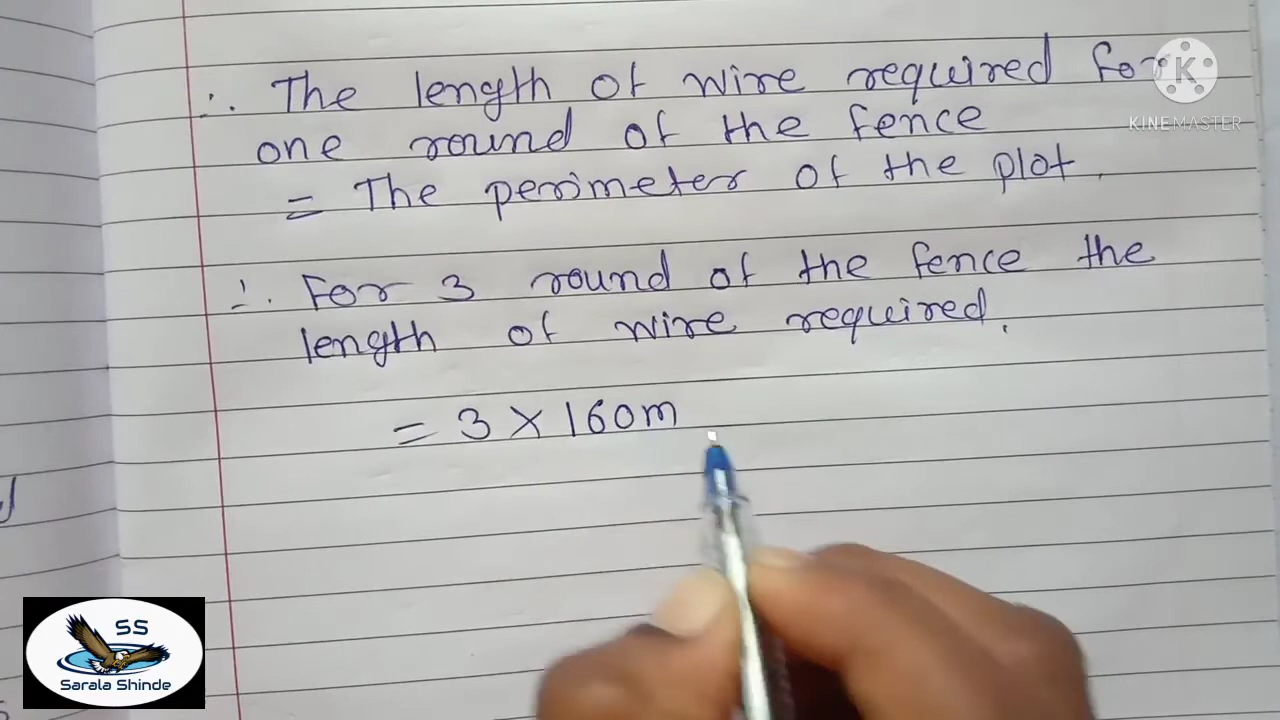 ∴ The length of wire required for
one round of the fence
= The perimeter of the plot.
∴ For 3 round of the fence the
length of wire required.
= 3 × 160m
K
KINEMASTER
SS
Sarala Shinde